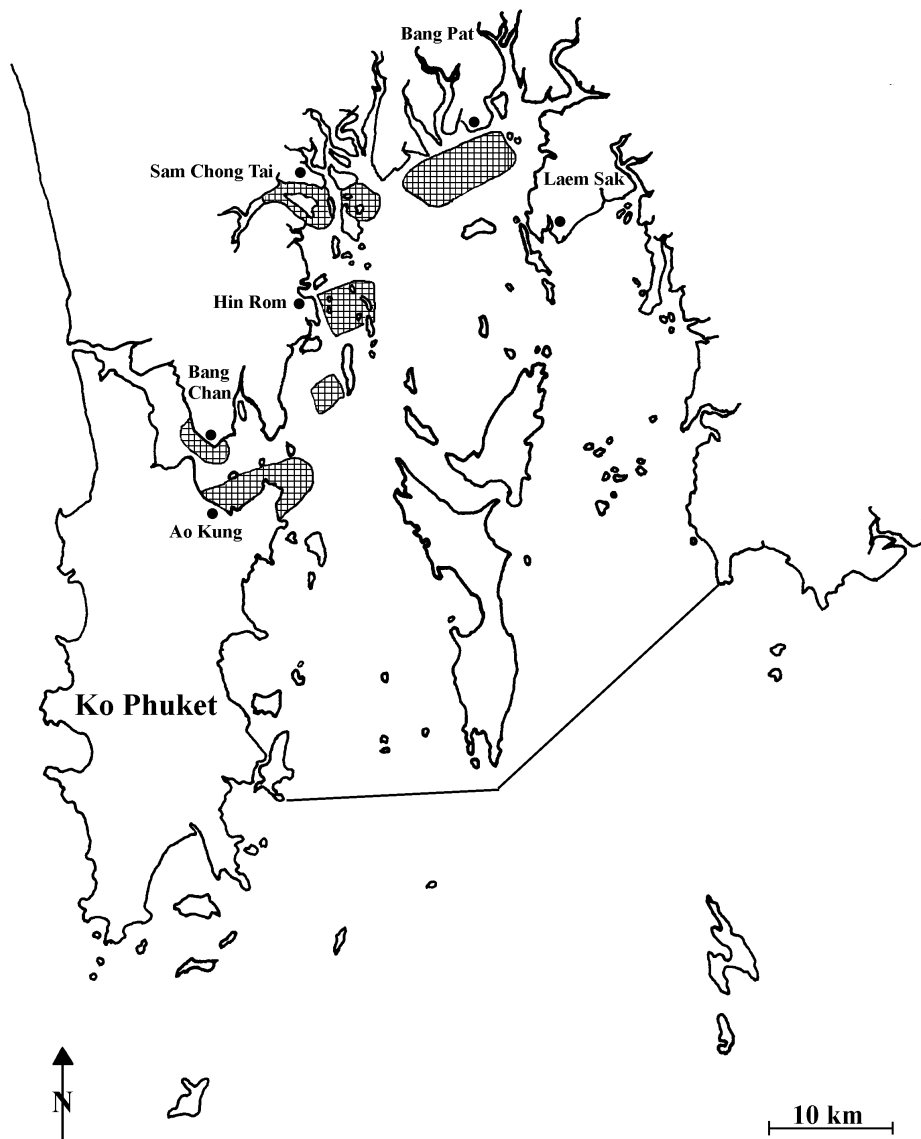 Bang Pat
Sam Chong Tai
Laem Sak
Hin Rom
Bang
Chan
Ao Kung
Ko Phuket
N
10 km